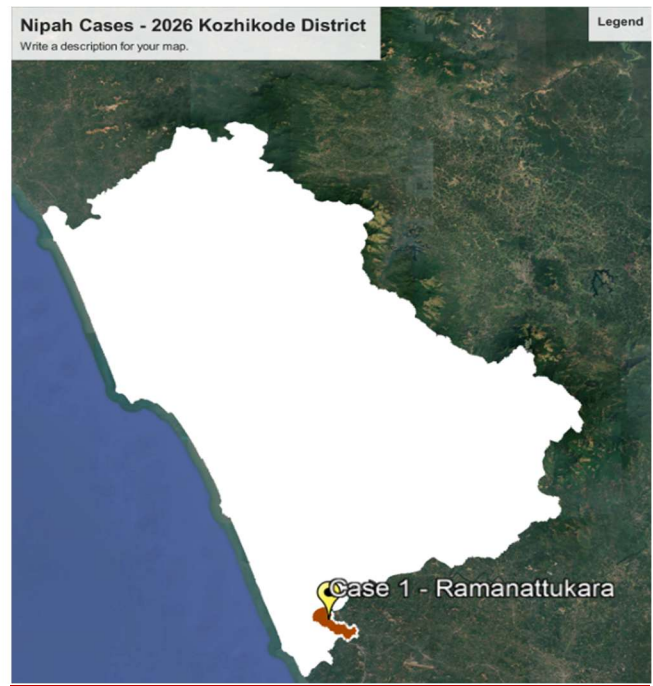 Nipah Cases - 2026 Kozhikode District
Write a description for your map.
Legend
Case 1 - Ramanattukara